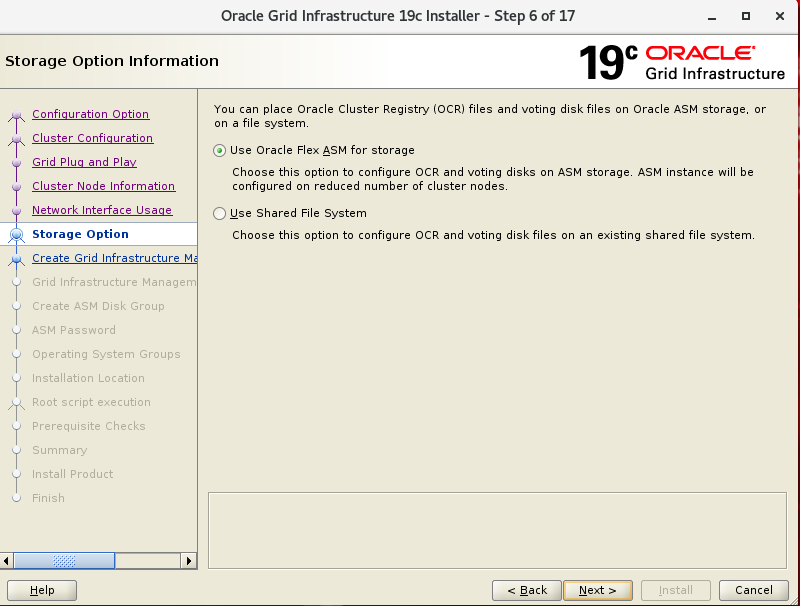 Oracle Grid Infrastructure 19c Installer - Step 6 of 17
Storage Option Information
19c ORACLE
Grid Infrastructure
Configuration Option
Cluster Configuration
Grid Plug and Play
Cluster Node Information
Network Interface Usage
Storage Option
Create Grid Infrastructure Ma
Grid Infrastructure Managem
Create ASM Disk Group
ASM Password
Operating System Groups
Installation Location
Root script execution
Prerequisite Checks
Summary
Install Product
Finish
You can place Oracle Cluster Registry (OCR) files and voting disk files on Oracle ASM storage, or
on a file system.
Use Oracle Flex ASM for storage
Choose this option to configure OCR and voting disks on ASM storage. ASM instance will be
configured on reduced number of cluster nodes.
Use Shared File System
Choose this option to configure OCR and voting disk files on an existing shared file system.
Help
< Back
Next >
Install
Cancel